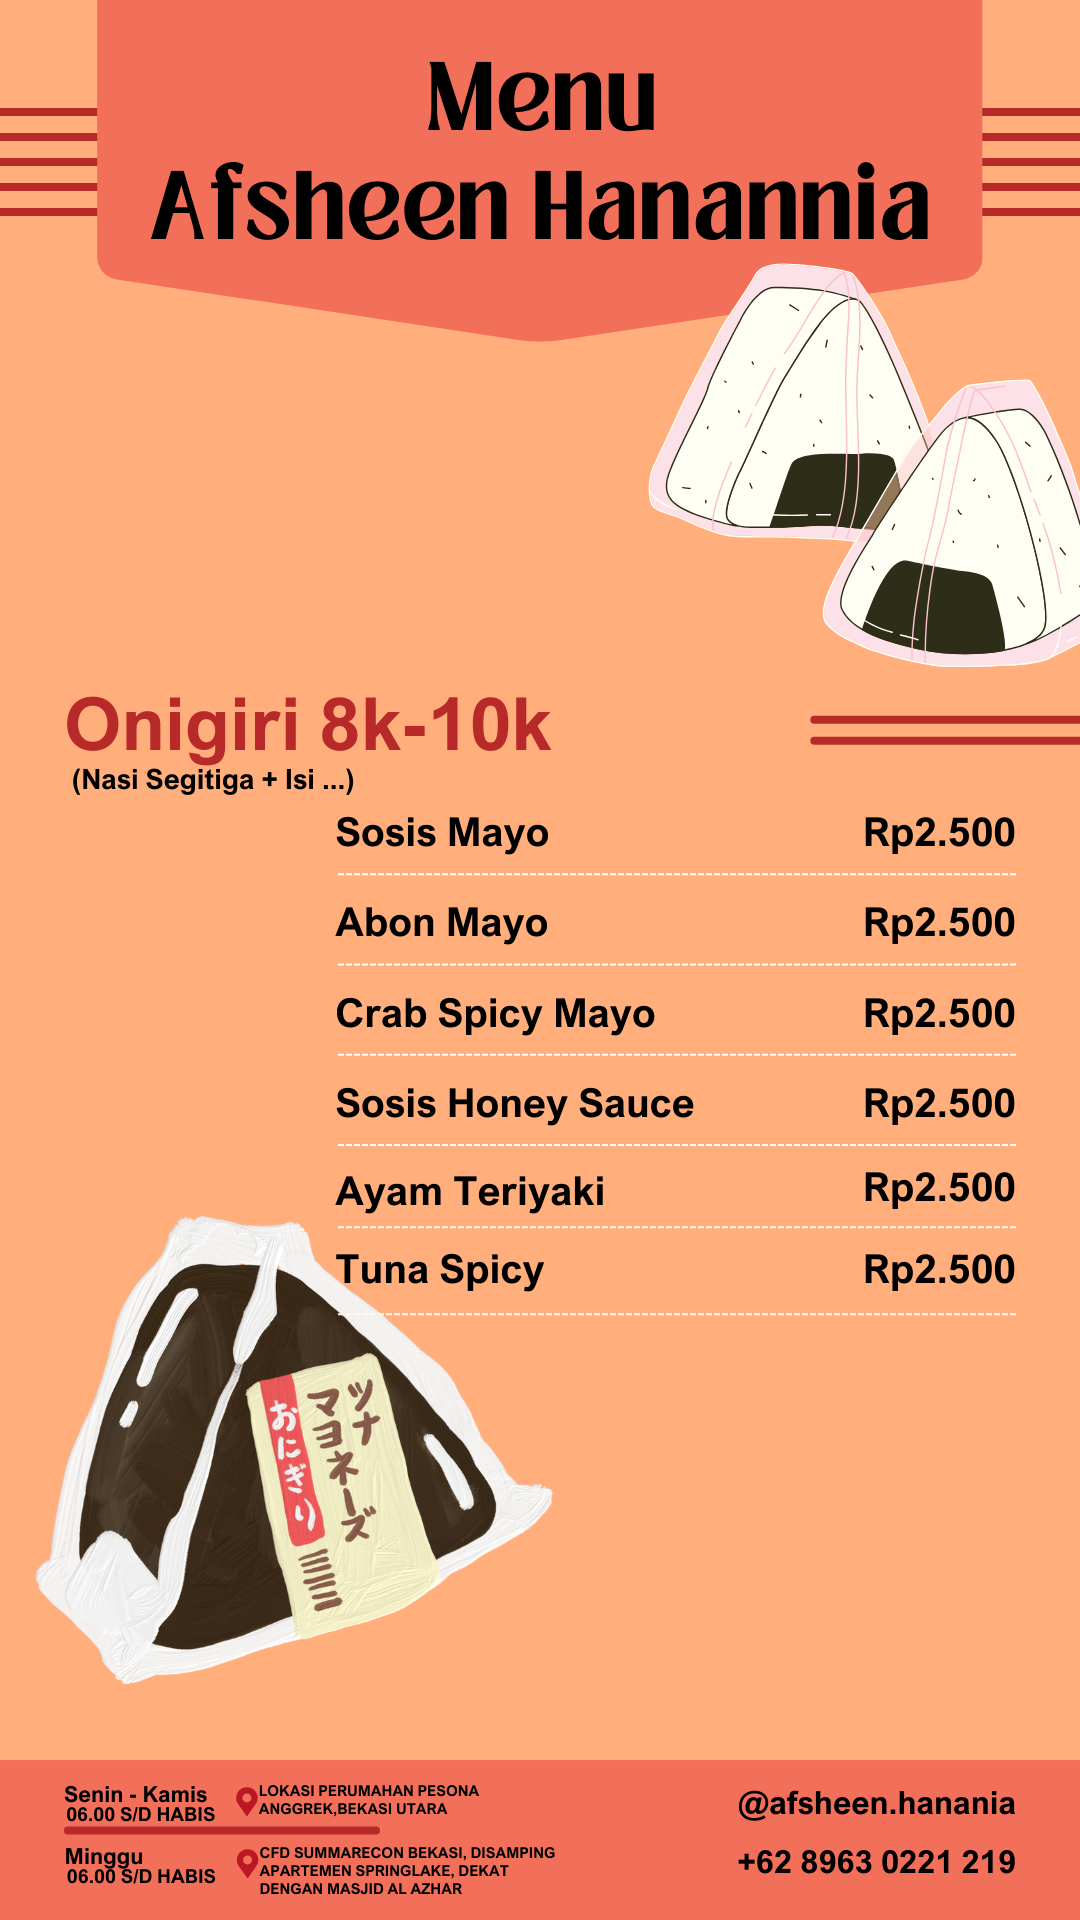 Menu
Afsheen Hanannia
Onigiri 8k-10k
(Nasi Segitiga + Isi ...)
Sosis Mayo Rp2.500
Abon Mayo Rp2.500
Crab Spicy Mayo Rp2.500
Sosis Honey Sauce Rp2.500
Ayam Teriyaki Rp2.500
Tuna Spicy Rp2.500
ツナ
マヨネーズ
おにぎり
Senin - Kamis
06.00 S/D HABIS
LOKASI PERUMAHAN PESONA
ANGGREK,BEKASI UTARA
Minggu
06.00 S/D HABIS
CFD SUMMARECON BEKASI, DISAMPING
APARTEMEN SPRINGLAKE, DEKAT
DENGAN MASJID AL AZHAR
@afsheen.hanania
+62 8963 0221 219